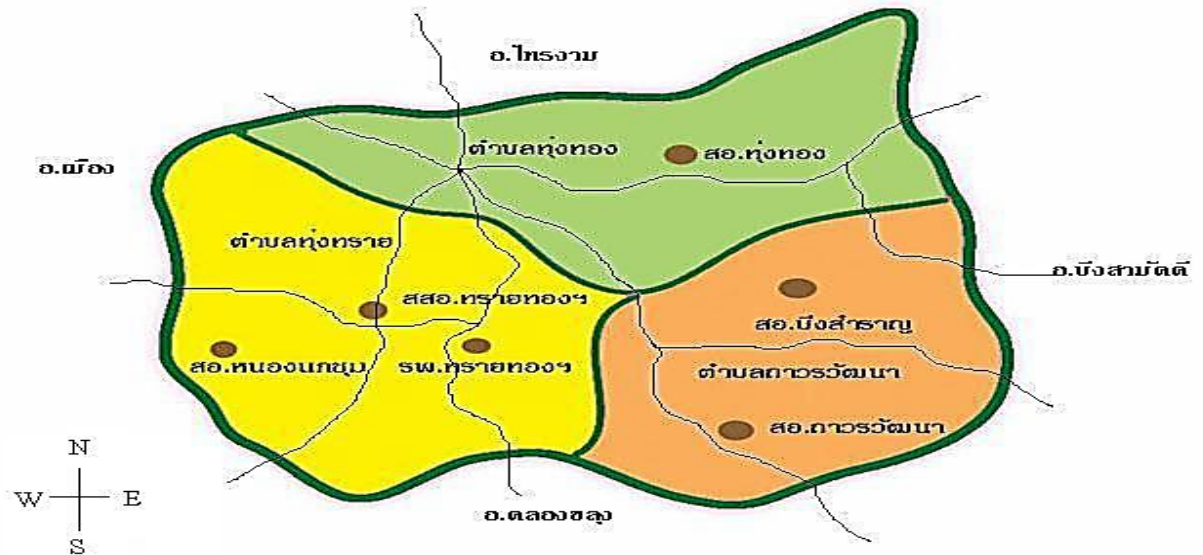 อ.ไทรงาม
ตำบลทุ่งทอง
สอ.ทุ่งทอง
อ.เมือง
ตำบลทุ่งทราย
อ.บึงสามัคคี
สสอ.ทรายทองฯ
สอ.บึงสำราญ
สอ.หนองนกชุม
รพ.ทรายทองฯ
ตำบลถาวรวัฒนา
สอ.ถาวรวัฒนา
N
W E
S
อ.คลองขลุง